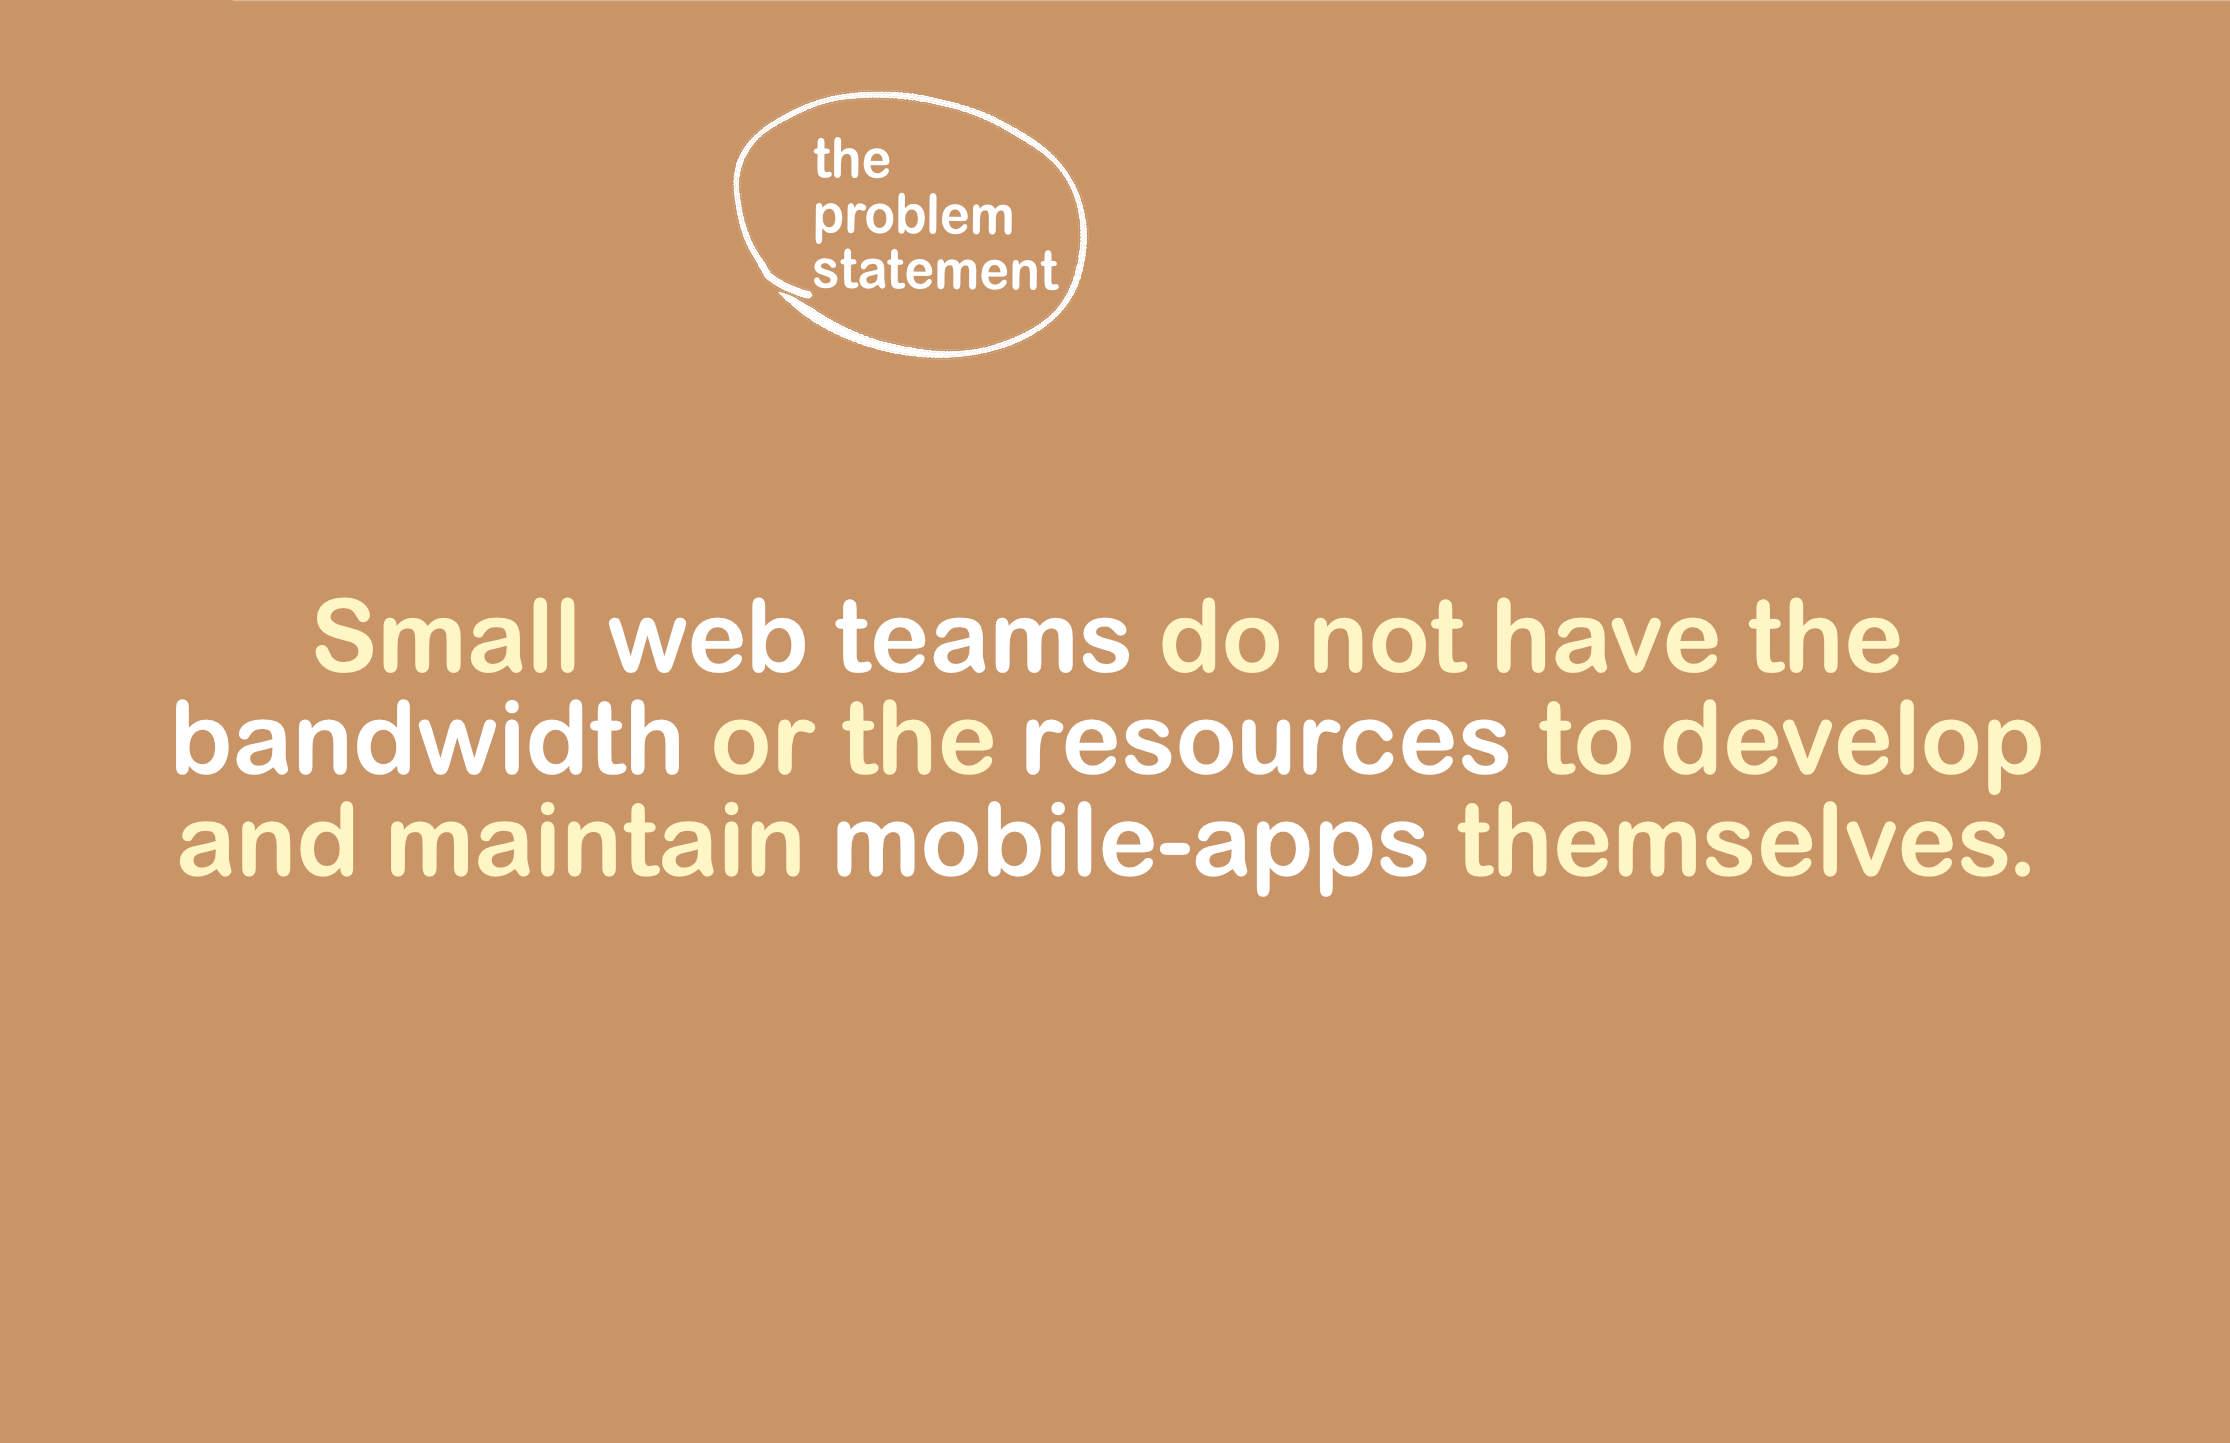 the
problem
statement
Small web teams do not have the
bandwidth or the resources to develop
and maintain mobile-apps themselves.